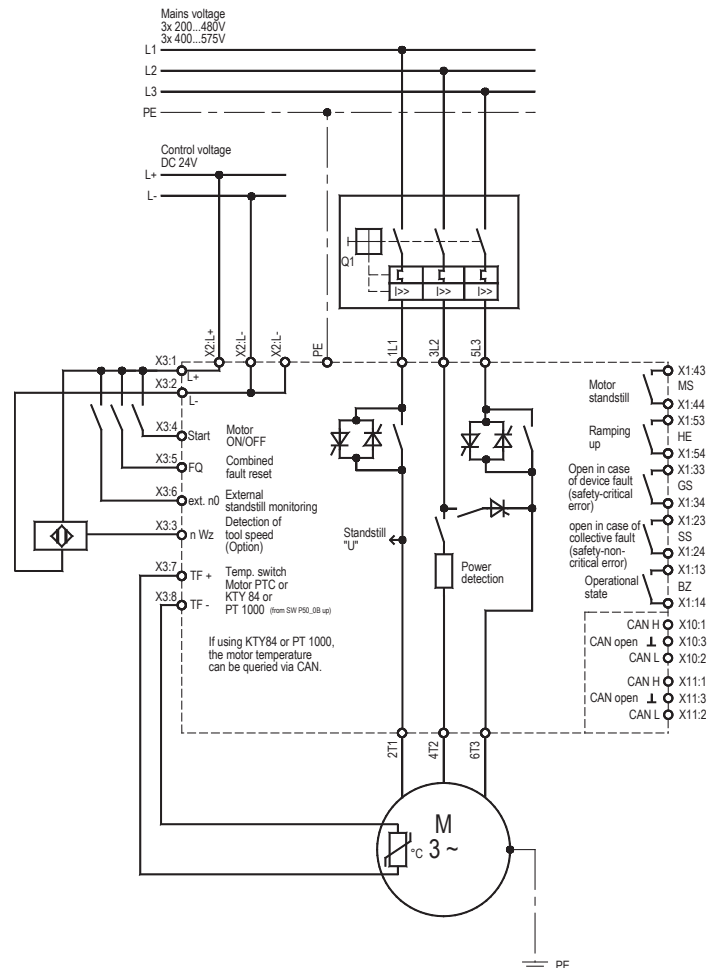 Mains voltage
3x 200...480V
3x 400...575V
L1
L2
L3
PE
Control voltage
DC 24V
L+
L-
Q1
I>> I>> I>>
X2:L+ X2:L- X2:L- PE 1L1 3L2 5L3
X3:1 L+
X3:2 L-
X3:4 Start Motor
ON/OFF
X3:5 FQ Combined
fault reset
X3:6 ext. n0 External
standstill monitoring
X3:3 n Wz Detection of
tool speed
(Option)
X3:7 TF + Temp. switch
Motor PTC or
X3:8 TF - KTY 84 or
PT 1000 (from SW P50_0B up)
If using KTY84 or PT 1000,
the motor temperature
can be queried via CAN.
Standstill
"U"
Power
detection
Motor
standstill
X1:43
MS
X1:44
Ramping
up
X1:53
HE
X1:54
Open in case
of device fault
(safety-critical
error)
X1:33
GS
X1:34
open in case of
collective fault
(safety-non-
critical error)
X1:23
SS
X1:24
Operational
state
X1:13
BZ
X1:14
CAN H X10:1
CAN open X10:3
CAN L X10:2
CAN H X11:1
CAN open X11:3
CAN L X11:2
2T1 4T2 6T3
M
°C 3 ~
PE